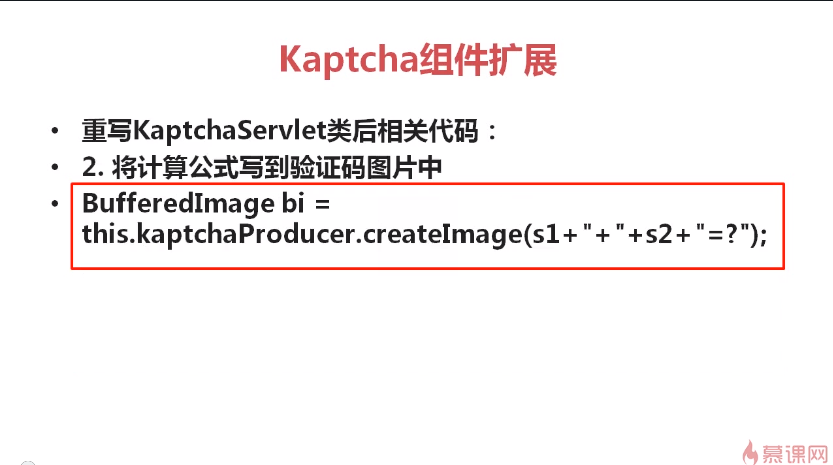 Kaptcha组件扩展
• 重写KaptchaServlet类后相关代码：
• 2. 将计算公式写到验证码图片中
• BufferedImage bi =
this.kaptchaProducer.createImage(s1+"+"+s2+"=?");
慕课网